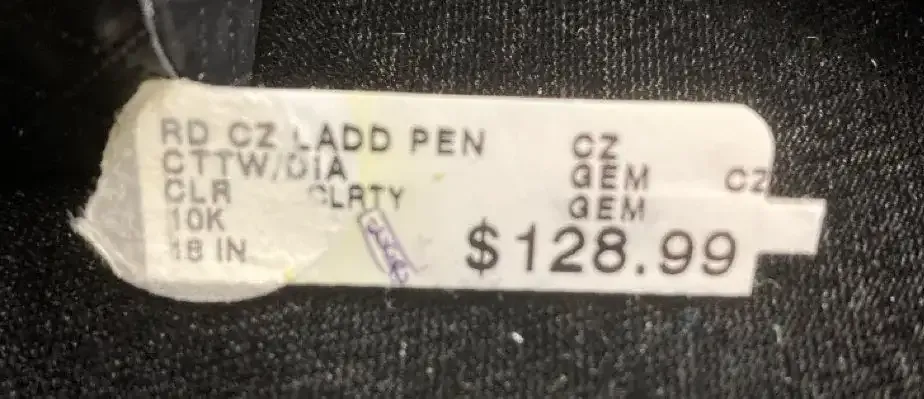 RD CZ LADD PEN CZ
CTTW/DIA GEM CZ
CLR CLRTY GEM
10K
18 IN
$128.99